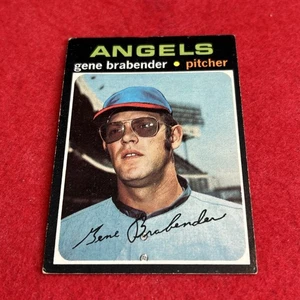 ANGELS
gene brabender • pitcher
Gene Brabender